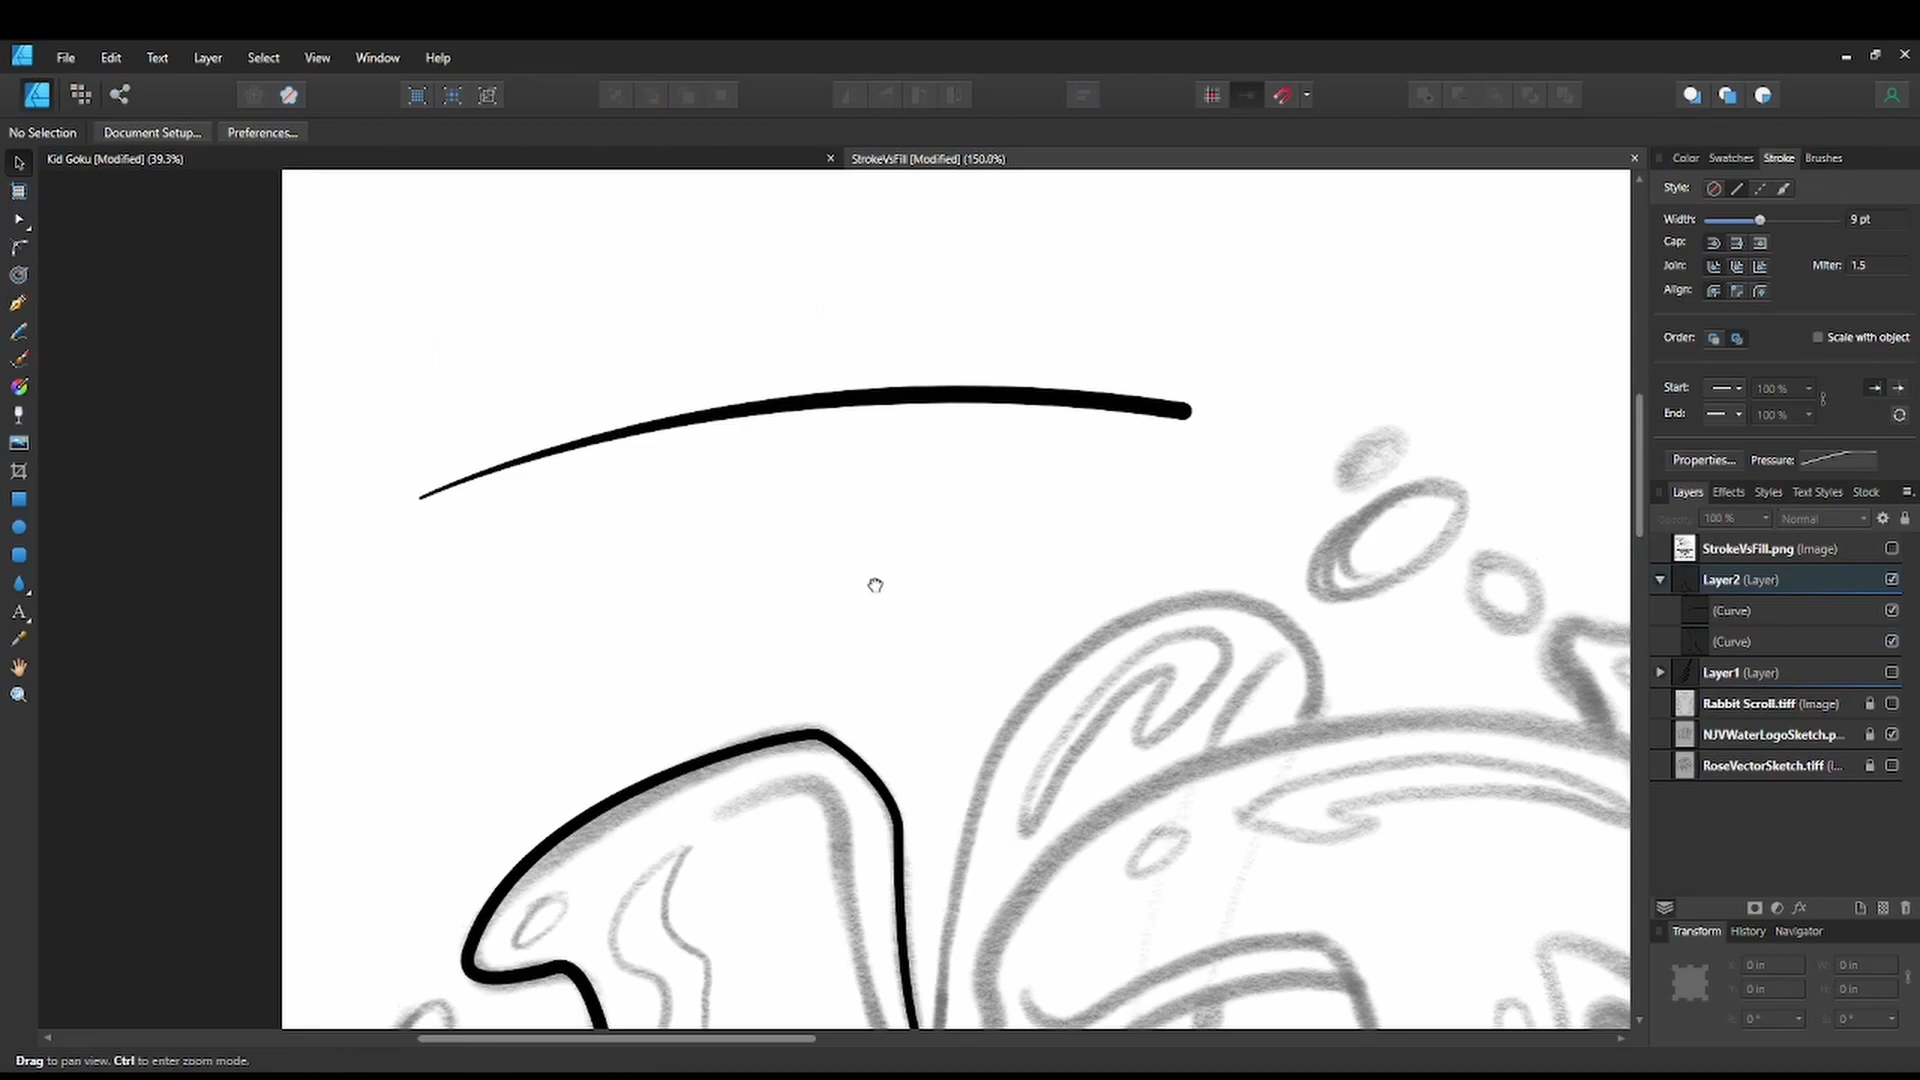 File Edit Text Layer Select View Window Help
No Selection Document Setup... Preferences...
Kid Goku [Modified] (39.3%) StrokeVsFill [Modified] (150.0%)
Color Swatches Stroke Brushes
Style:
Width: 9 pt
Cap:
Join: Miter: 1.5
Align:
Order: Scale with object
Start: 100 %
End: 100 %
Properties... Pressure:
Layers Effects Styles Text Styles Stock
Opacity: 100 % Normal
StrokeVsFill.png (Image)
Layer2 (Layer)
(Curve)
(Curve)
Layer1 (Layer)
Rabbit Scroll.tiff (Image)
NJVWaterLogoSketch.p...
RoseVectorSketch.tiff (I...
Transform History Navigator
X: 0 in W: 0 in
Y: 0 in H: 0 in
R: 0 ° S: 0 °
Drag to pan view. Ctrl to enter zoom mode.